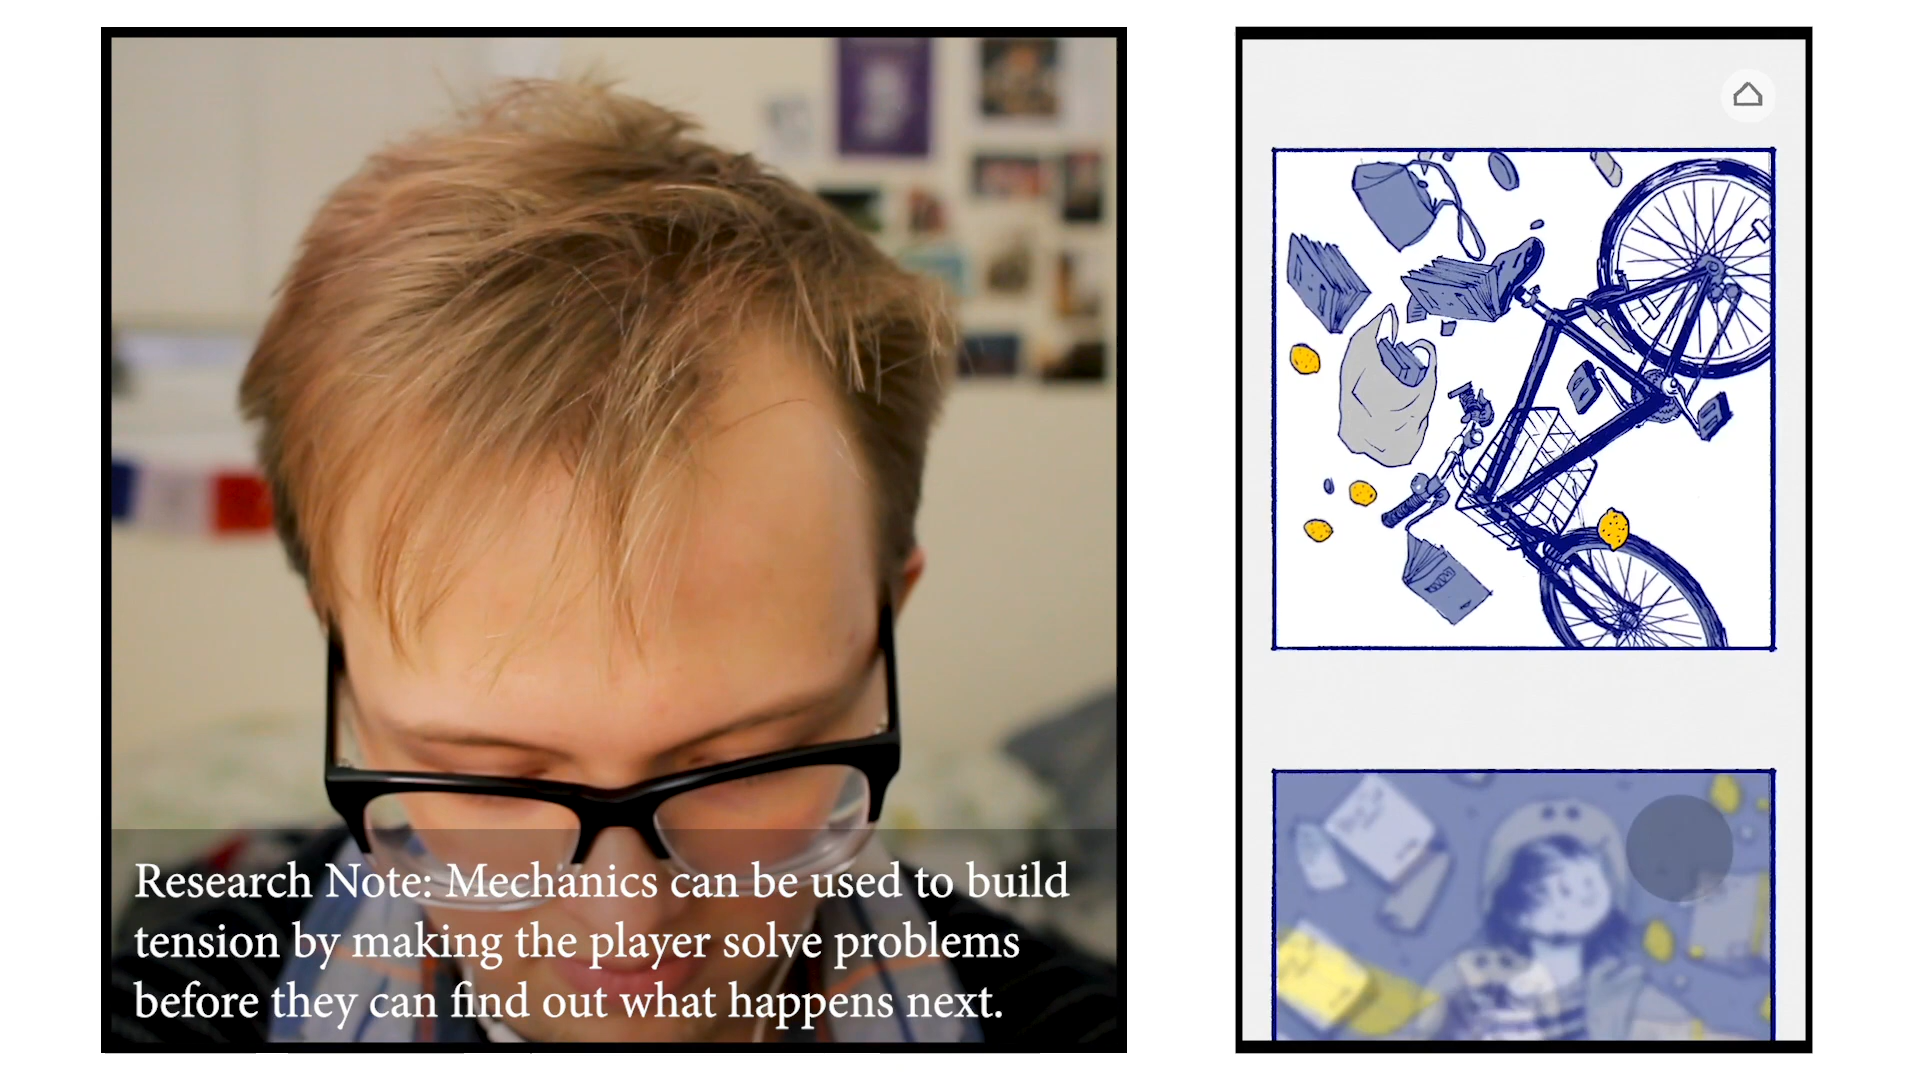 Research Note: Mechanics can be used to build
tension by making the player solve problems
before they can find out what happens next.